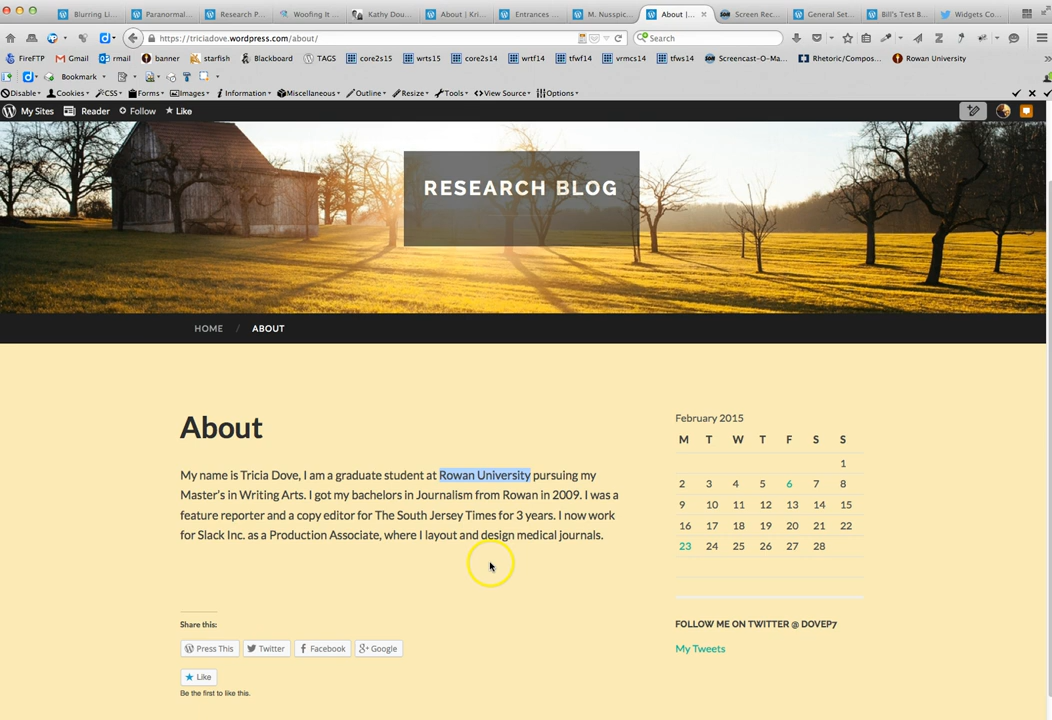 Blurring Li...
Paranormal...
Research P...
Woofing It ...
Kathy Dou...
About | Kri...
Entrances ...
M. Nusspic...
About |...
Screen Rec...
General Set...
Bill's Test B...
Widgets Co...
https://triciadove.wordpress.com/about/
Search
FireFTP
Gmail
rmail
banner
starfish
Blackboard
TAGS
core2s15
wrts15
core2s14
wrtf14
tfwf14
vrmcs14
tfws14
Screencast-O-Ma...
Rhetoric/Compos...
Rowan University
Bookmark
Disable
Cookies
CSS
Forms
Images
Information
Miscellaneous
Outline
Resize
Tools
View Source
Options
My Sites
Reader
Follow
Like
RESEARCH BLOG
HOME / ABOUT
About
My name is Tricia Dove, I am a graduate student at Rowan University pursuing my
Master's in Writing Arts. I got my bachelors in Journalism from Rowan in 2009. I was a
feature reporter and a copy editor for The South Jersey Times for 3 years. I now work
for Slack Inc. as a Production Associate, where I layout and design medical journals.
Share this:
Press This
Twitter
Facebook
Google
Like
Be the first to like this.
February 2015
M T W T F S S
1
2 3 4 5 6 7 8
9 10 11 12 13 14 15
16 17 18 19 20 21 22
23 24 25 26 27 28
FOLLOW ME ON TWITTER @ DOVEP7
My Tweets